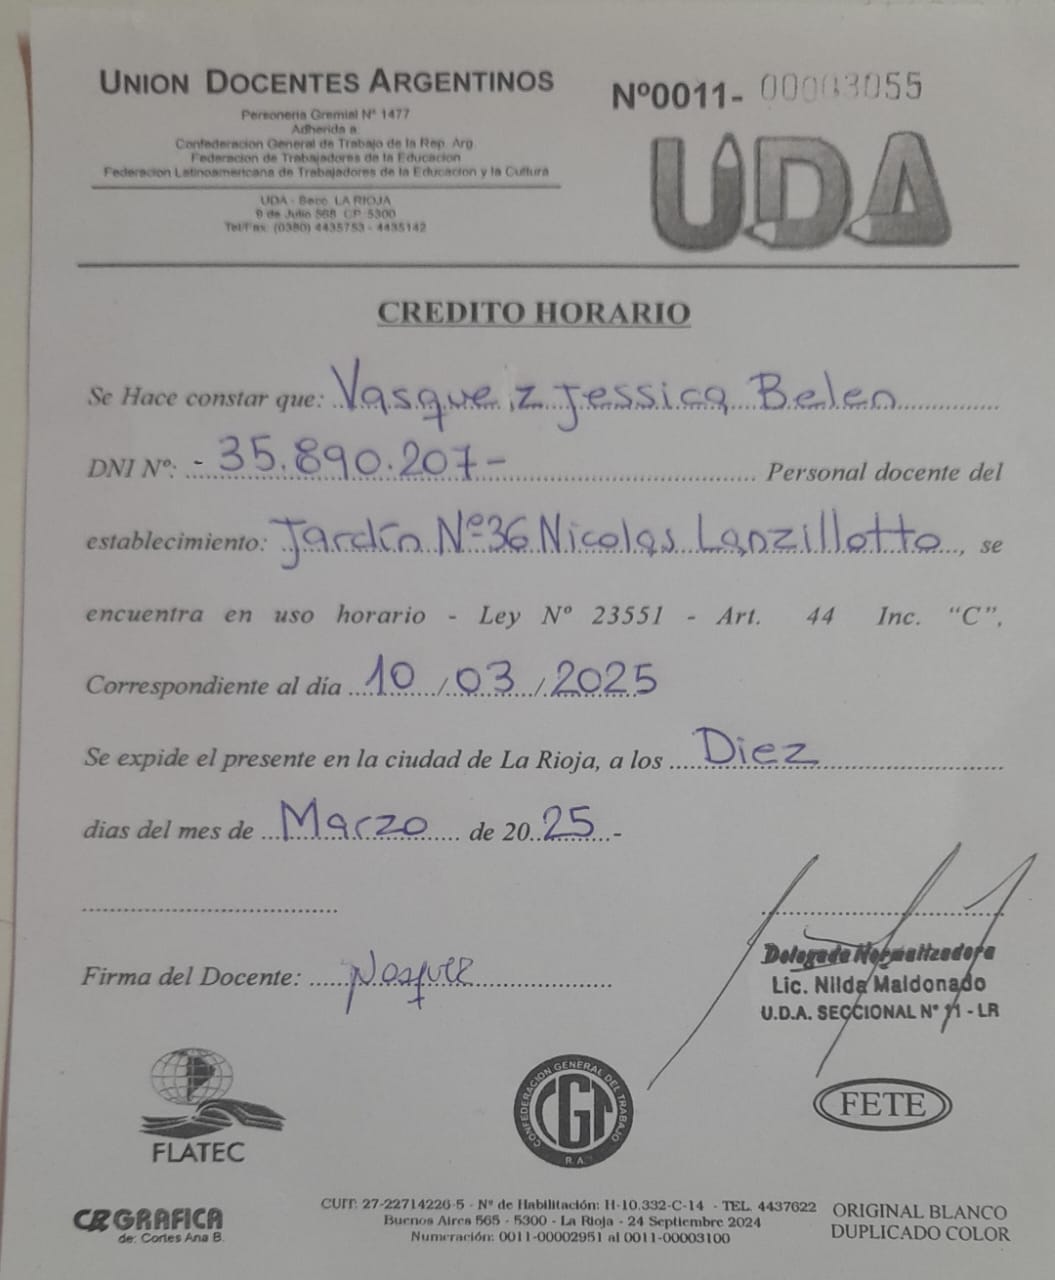 UNION DOCENTES ARGENTINOS
Personeria Gremial Nº 1477
Adherida a:
Confederacion General de Trabajo de la Rep. Arg.
Federacion de Trabajadores de la Educacion
Federacion Latinoamericana de Trabajadores de la Educacion y la Cultura
UDA - Secc. LA RIOJA
9 de Julio 568 CP: 5300
Tel/Fax: (0380) 4435753 - 4435142
Nº0011- 00003055
UDA
CREDITO HORARIO
Se Hace constar que: Vasquez Jessica Belen
DNI Nº: - 35.890.207- Personal docente del
establecimiento: Jardín Nº36 Nicolas Lanzillotto, se
encuentra en uso horario - Ley Nº 23551 - Art. 44 Inc. “C”,
Correspondiente al día 10 / 03 / 2025
Se expide el presente en la ciudad de La Rioja, a los Diez
dias del mes de Marzo de 20 25 -
Delegada Normalizadora
Lic. Nilda Maldonado
U.D.A. SECCIONAL Nº 11 - LR
Firma del Docente: Vasquez
FLATEC
CONFEDERACION GENERAL DEL TRABAJO
CGT
R.A.
FETE
CR GRAFICA
de: Cortes Ana B.
CUIT: 27-22714226-5 - Nº de Habilitación: H-10.332-C-14 - TEL. 4437622
Buenos Aires 565 - 5300 - La Rioja - 24 Septiembre 2024
Numeración: 0011-00002951 al 0011-00003100
ORIGINAL BLANCO
DUPLICADO COLOR